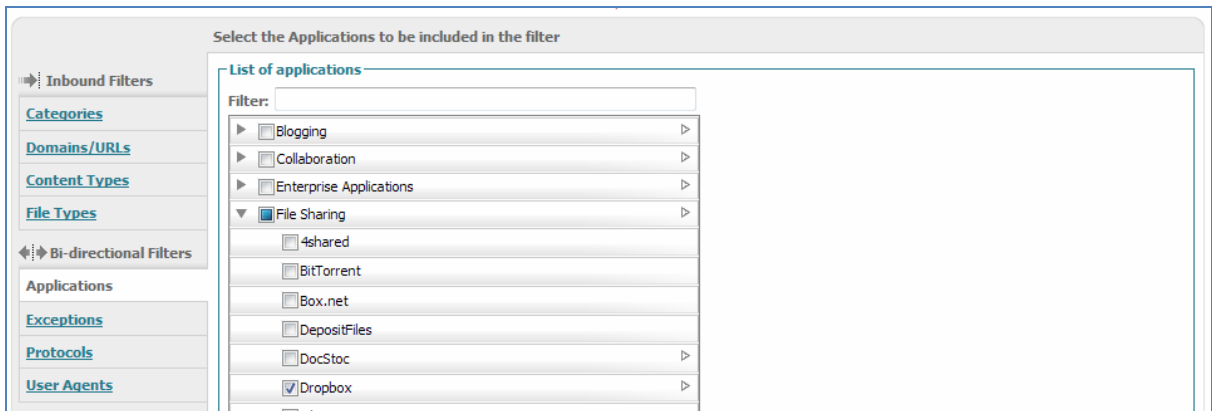 Select the Applications to be included in the filter
Inbound Filters
Categories
Domains/URLs
Content Types
File Types
Bi-directional Filters
Applications
Exceptions
Protocols
User Agents
List of applications
Filter:
Blogging
Collaboration
Enterprise Applications
File Sharing
4shared
BitTorrent
Box.net
DepositFiles
DocStoc
Dropbox